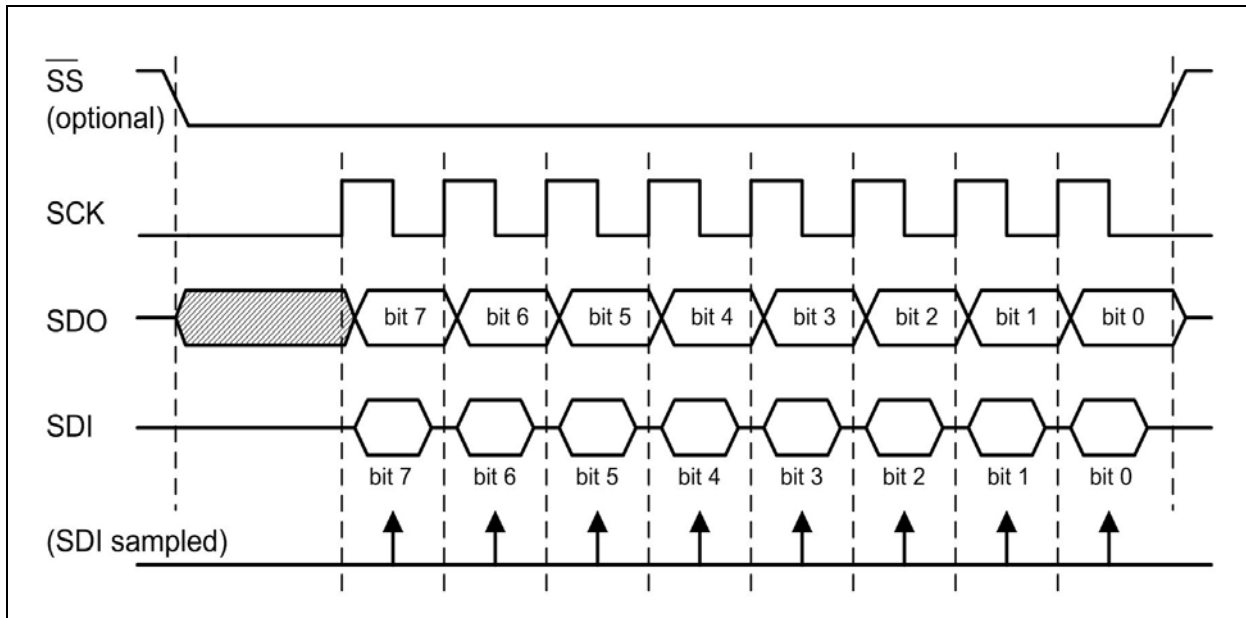 SS
(optional)
SCK
SDO
bit 7 bit 6 bit 5 bit 4 bit 3 bit 2 bit 1 bit 0
SDI
bit 7 bit 6 bit 5 bit 4 bit 3 bit 2 bit 1 bit 0
(SDI sampled)